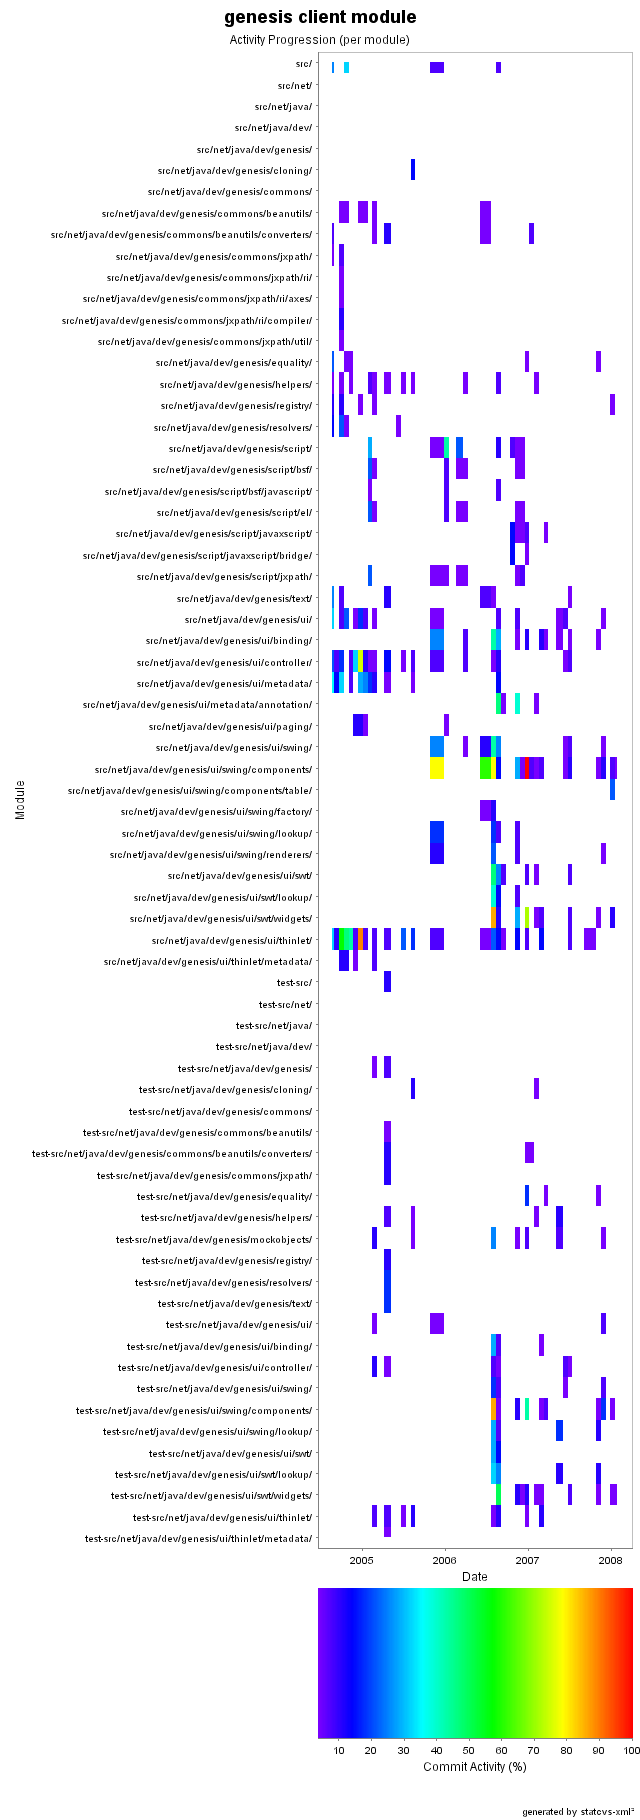 genesis client module
Activity Progression (per module)
src/
src/net/
src/net/java/
src/net/java/dev/
src/net/java/dev/genesis/
src/net/java/dev/genesis/cloning/
src/net/java/dev/genesis/commons/
src/net/java/dev/genesis/commons/beanutils/
src/net/java/dev/genesis/commons/beanutils/converters/
src/net/java/dev/genesis/commons/jxpath/
src/net/java/dev/genesis/commons/jxpath/ri/
src/net/java/dev/genesis/commons/jxpath/ri/axes/
src/net/java/dev/genesis/commons/jxpath/ri/compiler/
src/net/java/dev/genesis/commons/jxpath/util/
src/net/java/dev/genesis/equality/
src/net/java/dev/genesis/helpers/
src/net/java/dev/genesis/registry/
src/net/java/dev/genesis/resolvers/
src/net/java/dev/genesis/script/
src/net/java/dev/genesis/script/bsf/
src/net/java/dev/genesis/script/bsf/javascript/
src/net/java/dev/genesis/script/el/
src/net/java/dev/genesis/script/javaxscript/
src/net/java/dev/genesis/script/javaxscript/bridge/
src/net/java/dev/genesis/script/jxpath/
src/net/java/dev/genesis/text/
src/net/java/dev/genesis/ui/
src/net/java/dev/genesis/ui/binding/
src/net/java/dev/genesis/ui/controller/
src/net/java/dev/genesis/ui/metadata/
src/net/java/dev/genesis/ui/metadata/annotation/
src/net/java/dev/genesis/ui/paging/
src/net/java/dev/genesis/ui/swing/
src/net/java/dev/genesis/ui/swing/components/
src/net/java/dev/genesis/ui/swing/components/table/
src/net/java/dev/genesis/ui/swing/factory/
src/net/java/dev/genesis/ui/swing/lookup/
src/net/java/dev/genesis/ui/swing/renderers/
src/net/java/dev/genesis/ui/swt/
src/net/java/dev/genesis/ui/swt/lookup/
src/net/java/dev/genesis/ui/swt/widgets/
src/net/java/dev/genesis/ui/thinlet/
src/net/java/dev/genesis/ui/thinlet/metadata/
test-src/
test-src/net/
test-src/net/java/
test-src/net/java/dev/
test-src/net/java/dev/genesis/
test-src/net/java/dev/genesis/cloning/
test-src/net/java/dev/genesis/commons/
test-src/net/java/dev/genesis/commons/beanutils/
test-src/net/java/dev/genesis/commons/beanutils/converters/
test-src/net/java/dev/genesis/commons/jxpath/
test-src/net/java/dev/genesis/equality/
test-src/net/java/dev/genesis/helpers/
test-src/net/java/dev/genesis/mockobjects/
test-src/net/java/dev/genesis/registry/
test-src/net/java/dev/genesis/resolvers/
test-src/net/java/dev/genesis/text/
test-src/net/java/dev/genesis/ui/
test-src/net/java/dev/genesis/ui/binding/
test-src/net/java/dev/genesis/ui/controller/
test-src/net/java/dev/genesis/ui/swing/
test-src/net/java/dev/genesis/ui/swing/components/
test-src/net/java/dev/genesis/ui/swing/lookup/
test-src/net/java/dev/genesis/ui/swt/
test-src/net/java/dev/genesis/ui/swt/lookup/
test-src/net/java/dev/genesis/ui/swt/widgets/
test-src/net/java/dev/genesis/ui/thinlet/
test-src/net/java/dev/genesis/ui/thinlet/metadata/
Module
2005 2006 2007 2008
Date
10 20 30 40 50 60 70 80 90 100
Commit Activity (%)
generated by statcvs-xml²